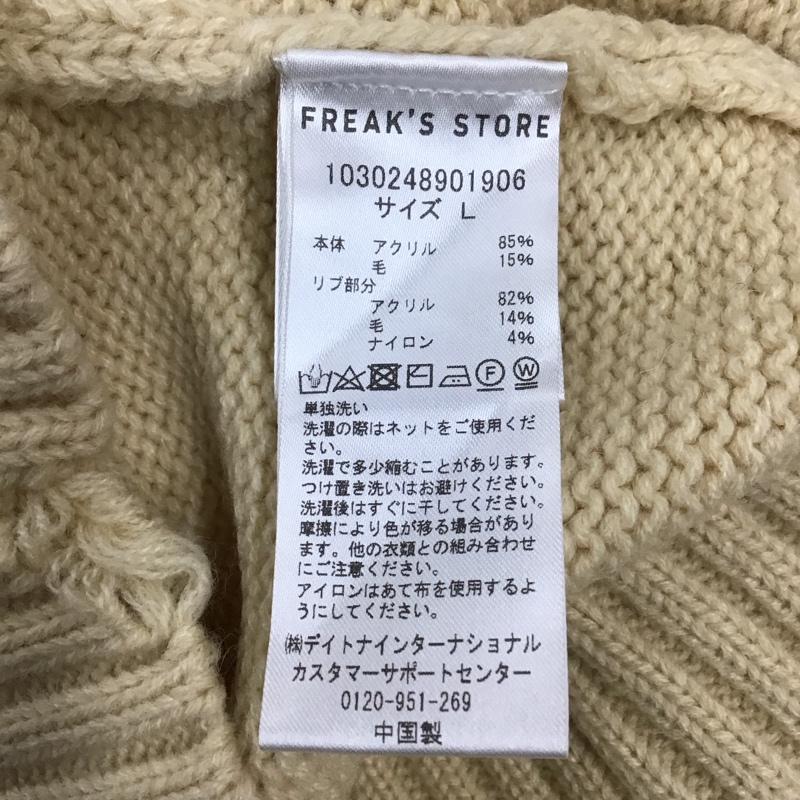 FREAK'S STORE
1030248901906
サイズ L
本体 アクリル 85%
毛 15%
リブ部分
アクリル 82%
毛 14%
ナイロン 4%
F W
単独洗い
洗濯の際はネットをご使用くだ
さい。
洗濯で多少縮むことがあります。
つけ置き洗いはお避けください。
洗濯後はすぐに干してください。
摩擦により色が移る場合があり
ます。他の衣類との組み合わせ
にご注意ください。
アイロンはあて布を使用するよ
うにしてください。
㈱デイトナインターナショナル
カスタマーサポートセンター
0120-951-269
中国製